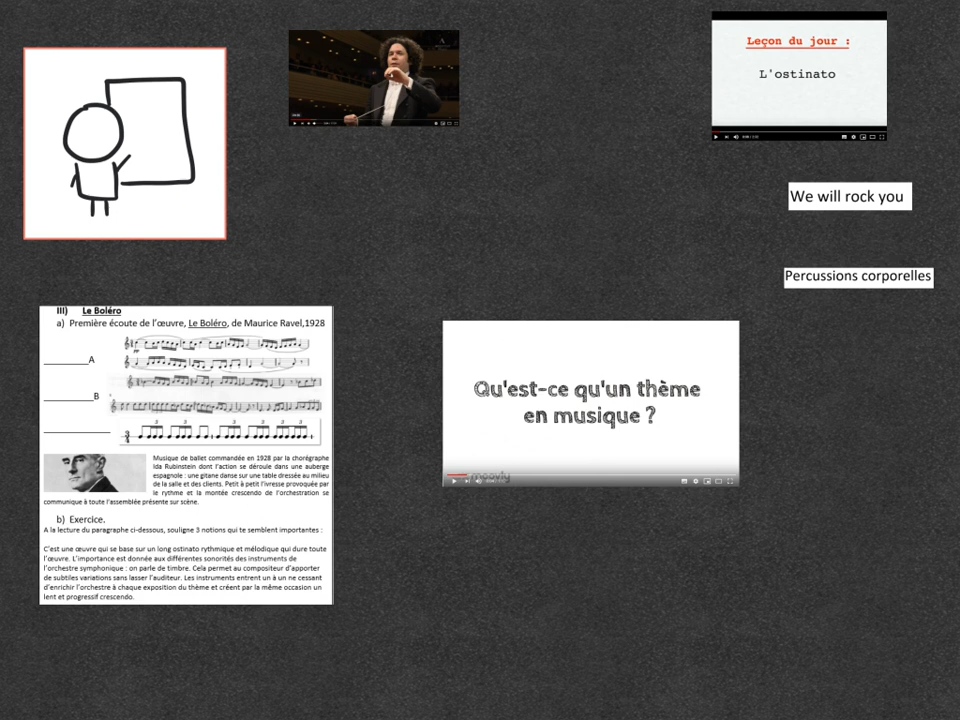 Leçon du jour :
L'ostinato
We will rock you
Percussions corporelles
III) Le Boléro
a) Première écoute de l'œuvre, Le Boléro, de Maurice Ravel,1928
________A
_________B
____________
Musique de ballet commandée en 1928 par la chorégraphe
Ida Rubinstein dont l'action se déroule dans une auberge
espagnole : une gitane danse sur une table dressée au milieu
de la salle et des clients. Petit à petit l'ivresse provoquée par
le rythme et la montée crescendo de l'orchestration se
communique à toute l'assemblée présente sur scène.
b) Exercice.
A la lecture du paragraphe ci-dessous, souligne 3 notions qui te semblent importantes :
C'est une œuvre qui se base sur un long ostinato rythmique et mélodique qui dure toute
l'œuvre. L'importance est donnée aux différentes sonorités des instruments de
l'orchestre symphonique : on parle de timbre. Cela permet au compositeur d'apporter
de subtiles variations sans lasser l'auditeur. Les instruments entrent un à un ne cessant
d'enrichir l'orchestre à chaque exposition du thème et créent par la même occasion un
lent et progressif crescendo.
Qu'est-ce qu'un thème
en musique ?
moovly